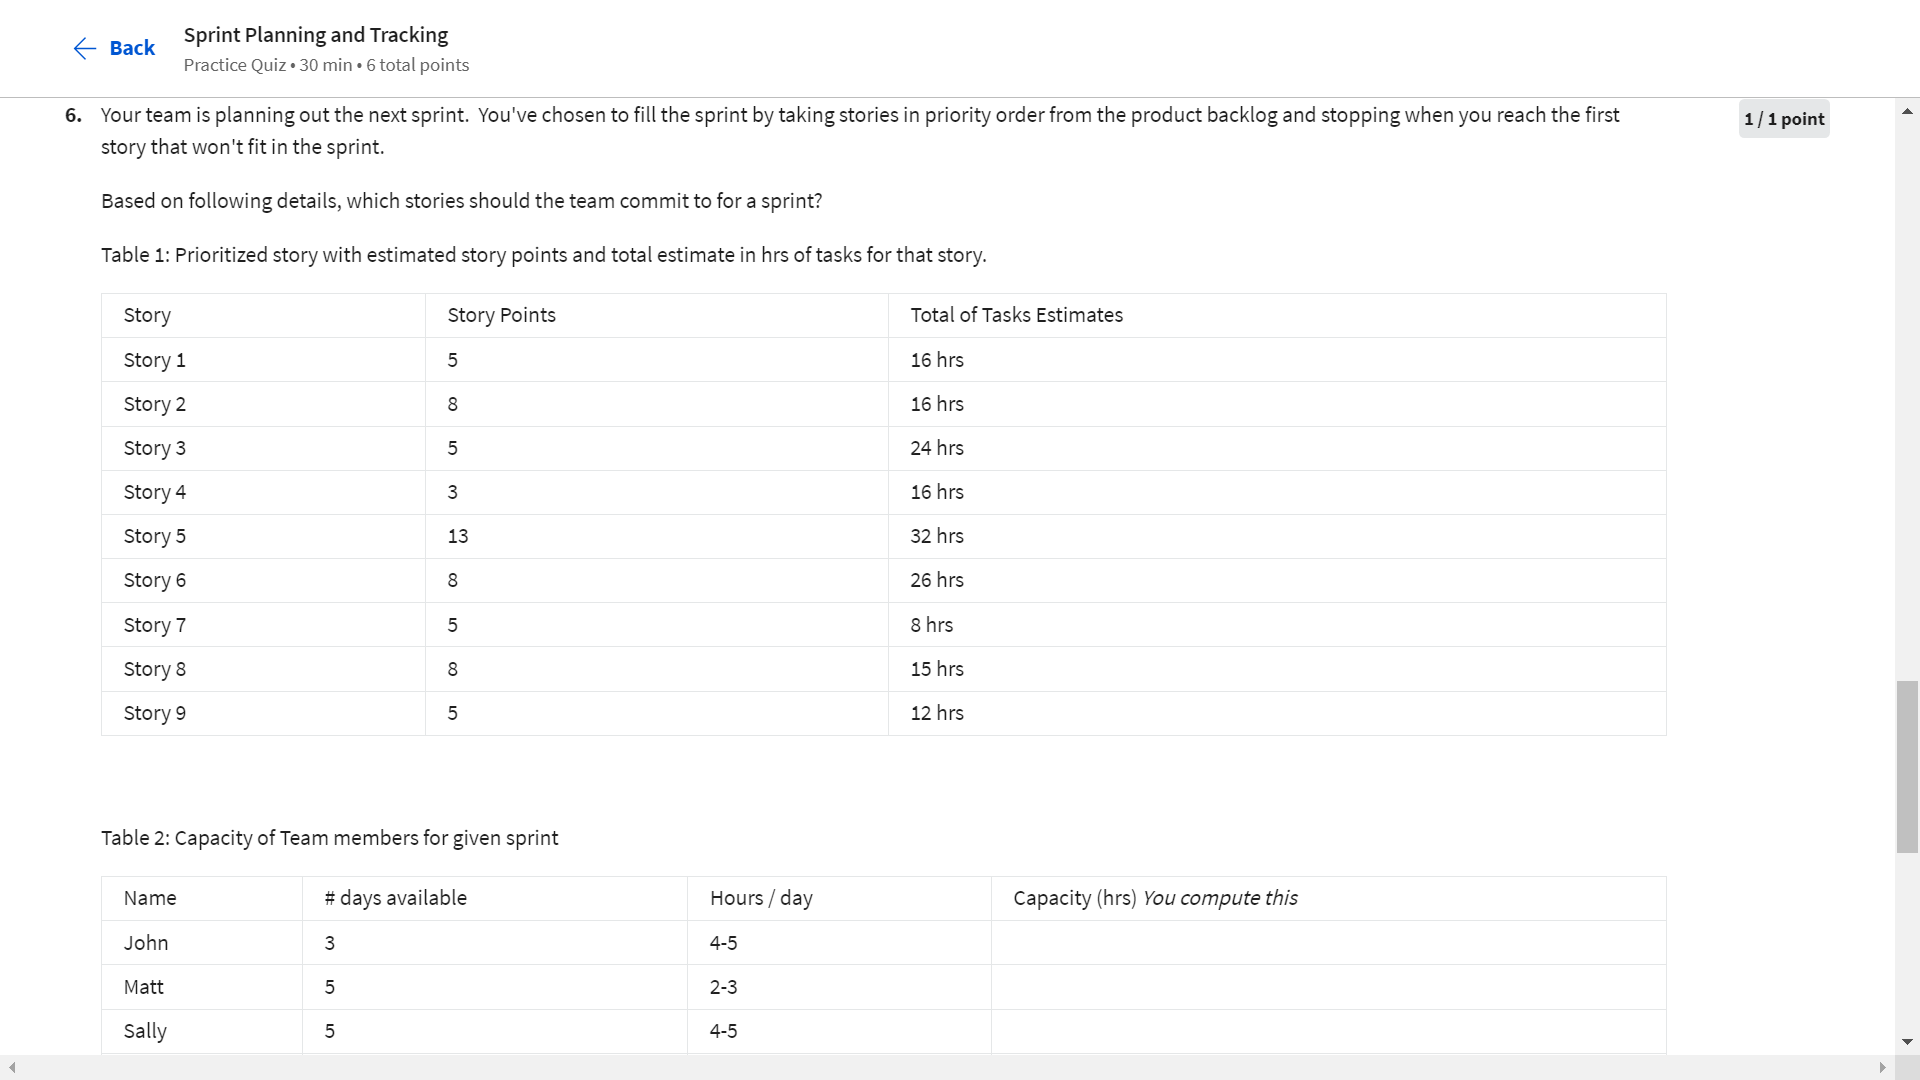 Back
Sprint Planning and Tracking
Practice Quiz • 30 min • 6 total points
6. Your team is planning out the next sprint.  You've chosen to fill the sprint by taking stories in priority order from the product backlog and stopping when you reach the first
story that won't fit in the sprint.
1 / 1 point
Based on following details, which stories should the team commit to for a sprint?
Table 1: Prioritized story with estimated story points and total estimate in hrs of tasks for that story.
Story Story Points Total of Tasks Estimates
Story 1 5 16 hrs
Story 2 8 16 hrs
Story 3 5 24 hrs
Story 4 3 16 hrs
Story 5 13 32 hrs
Story 6 8 26 hrs
Story 7 5 8 hrs
Story 8 8 15 hrs
Story 9 5 12 hrs
Table 2: Capacity of Team members for given sprint
Name # days available Hours / day Capacity (hrs) You compute this
John 3 4-5
Matt 5 2-3
Sally 5 4-5